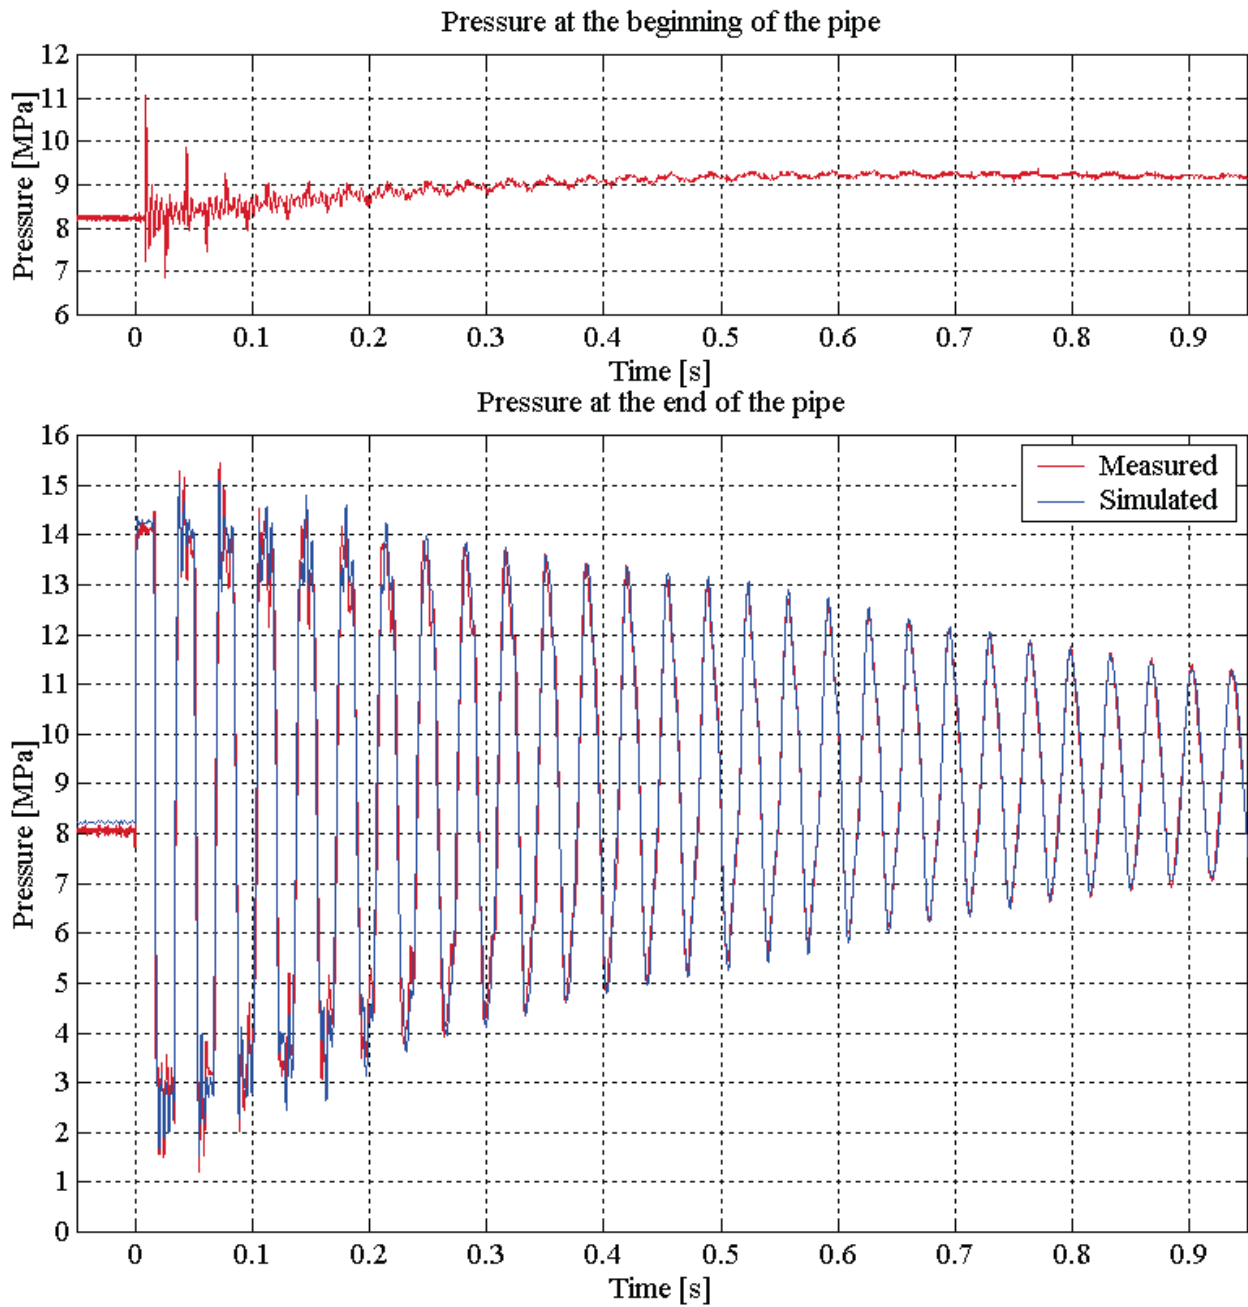 Pressure at the beginning of the pipe
12
11
10
9
8
7
6
Pressure [MPa]
0 0.1 0.2 0.3 0.4 0.5 0.6 0.7 0.8 0.9
Time [s]
Pressure at the end of the pipe
16
15
14
13
12
11
10
9
8
7
6
5
4
3
2
1
0
Pressure [MPa]
Measured
Simulated
0 0.1 0.2 0.3 0.4 0.5 0.6 0.7 0.8 0.9
Time [s]